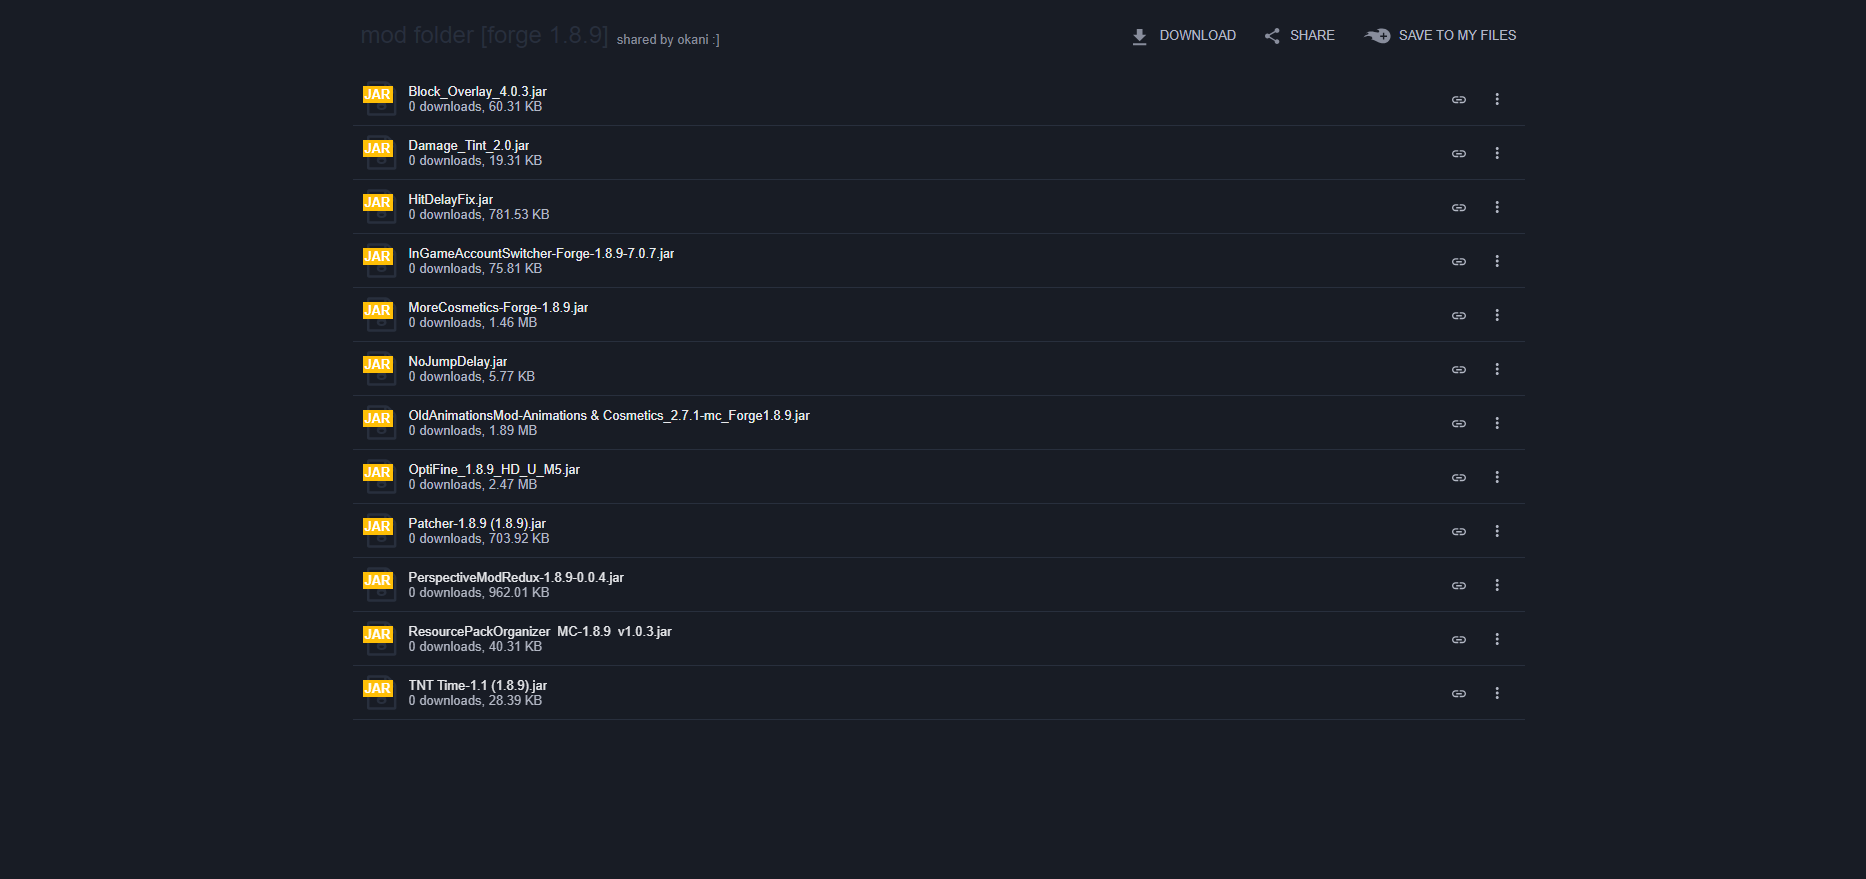 mod folder [forge 1.8.9] shared by okani :]
DOWNLOAD SHARE SAVE TO MY FILES
JAR Block_Overlay_4.0.3.jar
0 downloads, 60.31 KB
JAR Damage_Tint_2.0.jar
0 downloads, 19.31 KB
JAR HitDelayFix.jar
0 downloads, 781.53 KB
JAR InGameAccountSwitcher-Forge-1.8.9-7.0.7.jar
0 downloads, 75.81 KB
JAR MoreCosmetics-Forge-1.8.9.jar
0 downloads, 1.46 MB
JAR NoJumpDelay.jar
0 downloads, 5.77 KB
JAR OldAnimationsMod-Animations & Cosmetics_2.7.1-mc_Forge1.8.9.jar
0 downloads, 1.89 MB
JAR OptiFine_1.8.9_HD_U_M5.jar
0 downloads, 2.47 MB
JAR Patcher-1.8.9 (1.8.9).jar
0 downloads, 703.92 KB
JAR PerspectiveModRedux-1.8.9-0.0.4.jar
0 downloads, 962.01 KB
JAR ResourcePackOrganizer  MC-1.8.9  v1.0.3.jar
0 downloads, 40.31 KB
JAR TNT Time-1.1 (1.8.9).jar
0 downloads, 28.39 KB